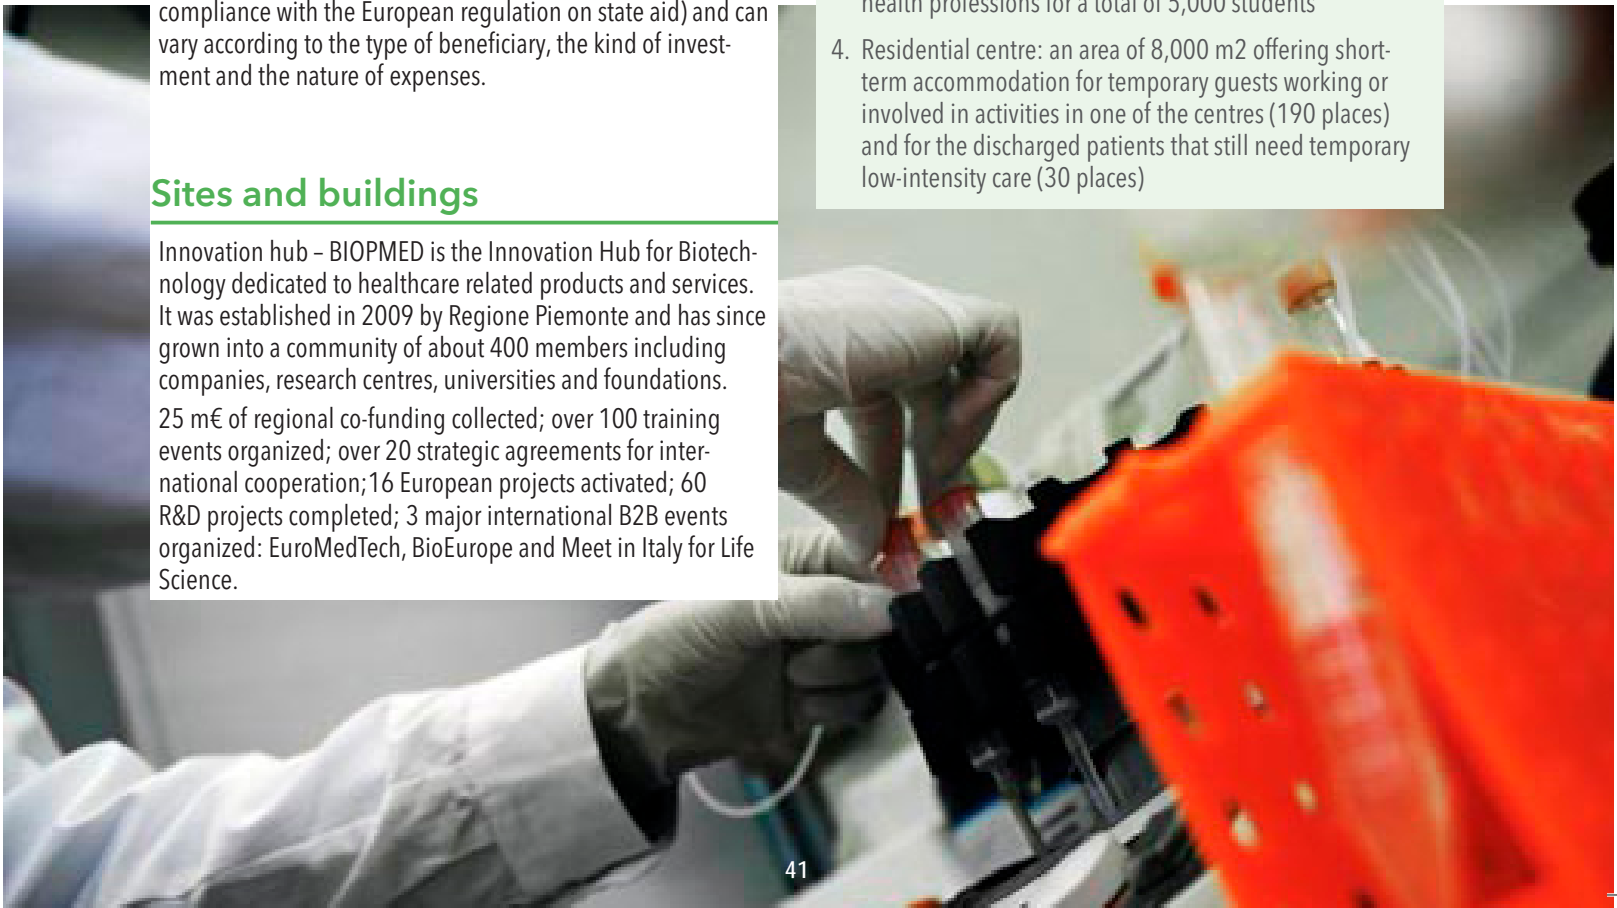 compliance with the European regulation on state aid) and can
vary according to the type of beneficiary, the kind of invest-
ment and the nature of expenses.
Sites and buildings
Innovation hub – BIOPMED is the Innovation Hub for Biotech-
nology dedicated to healthcare related products and services.
It was established in 2009 by Regione Piemonte and has since
grown into a community of about 400 members including
companies, research centres, universities and foundations.
25 m€ of regional co-funding collected; over 100 training
events organized; over 20 strategic agreements for inter-
national cooperation;16 European projects activated; 60
R&D projects completed; 3 major international B2B events
organized: EuroMedTech, BioEurope and Meet in Italy for Life
Science.
health professions for a total of 5,000 students
4. Residential centre: an area of 8,000 m2 offering short-
term accommodation for temporary guests working or
involved in activities in one of the centres (190 places)
and for the discharged patients that still need temporary
low-intensity care (30 places)
41